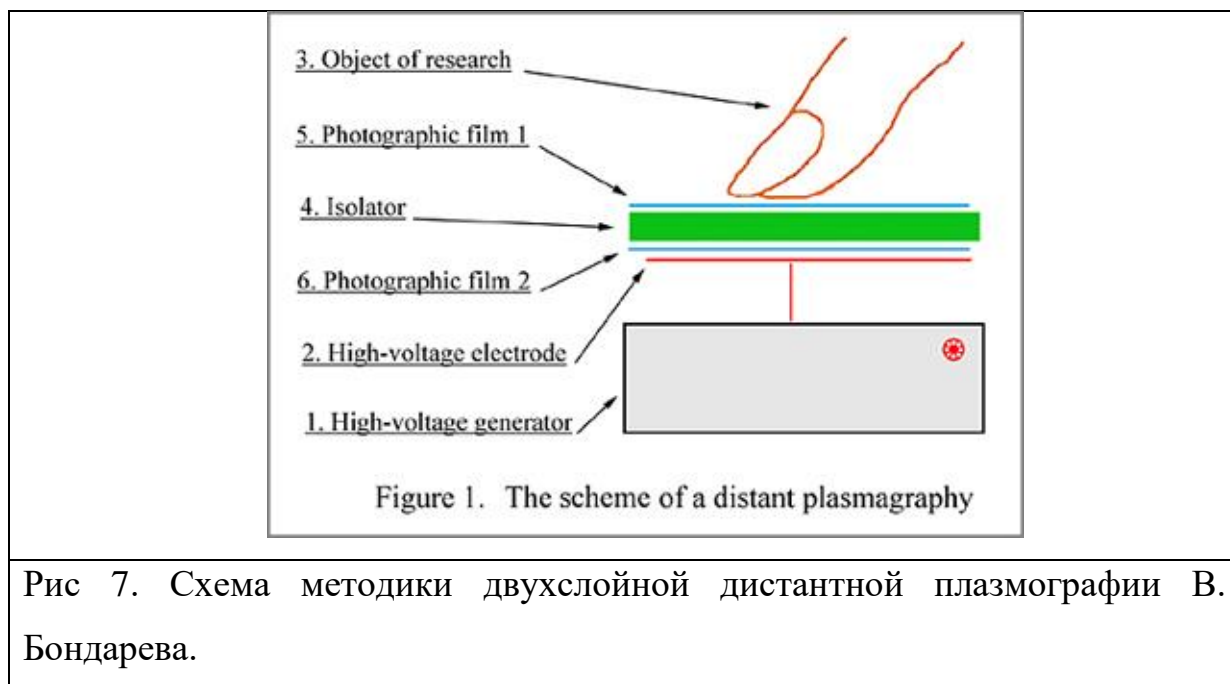 3. Object of research
5. Photographic film 1
4. Isolator
6. Photographic film 2
2. High-voltage electrode
1. High-voltage generator
Figure 1. The scheme of a distant plasmagraphy
Рис 7. Схема методики двухслойной дистантной плазмографии В.
Бондарева.